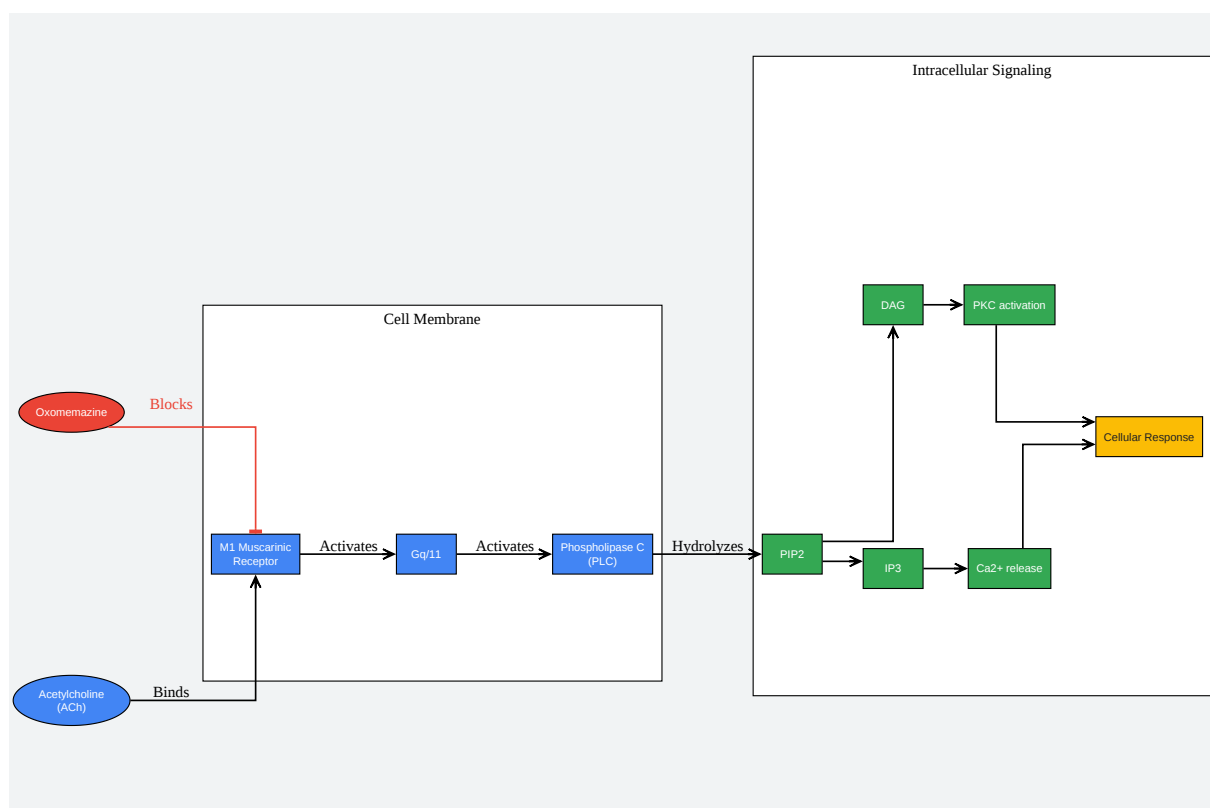 Intracellular Signaling
Cell Membrane
DAG
PKC activation
Oxomemazine
Blocks
Cellular Response
M1 Muscarinic
Receptor
Activates
Gq/11
Activates
Phospholipase C
(PLC)
Hydrolyzes
PIP2
IP3
Ca2+ release
Acetylcholine
(ACh)
Binds